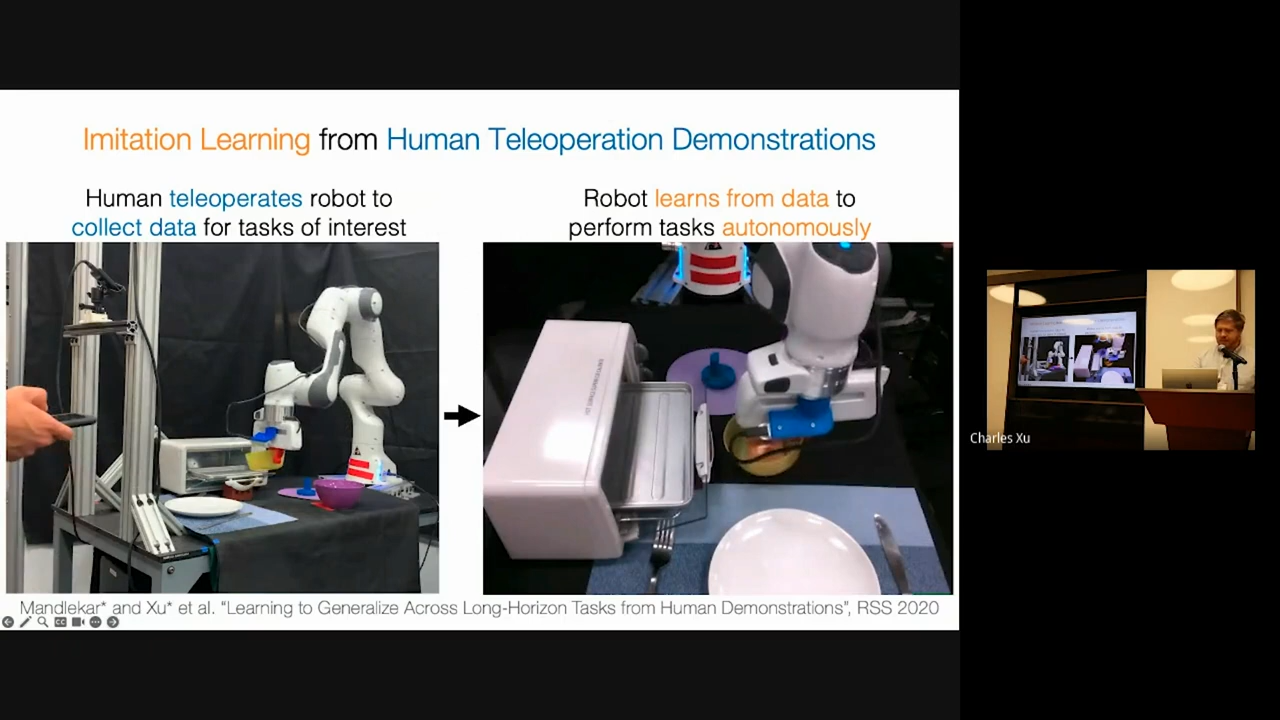 Imitation Learning from Human Teleoperation Demonstrations
Human teleoperates robot to
collect data for tasks of interest
Robot learns from data to
perform tasks autonomously
Mandlekar* and Xu* et al. “Learning to Generalize Across Long-Horizon Tasks from Human Demonstrations”, RSS 2020
Charles Xu